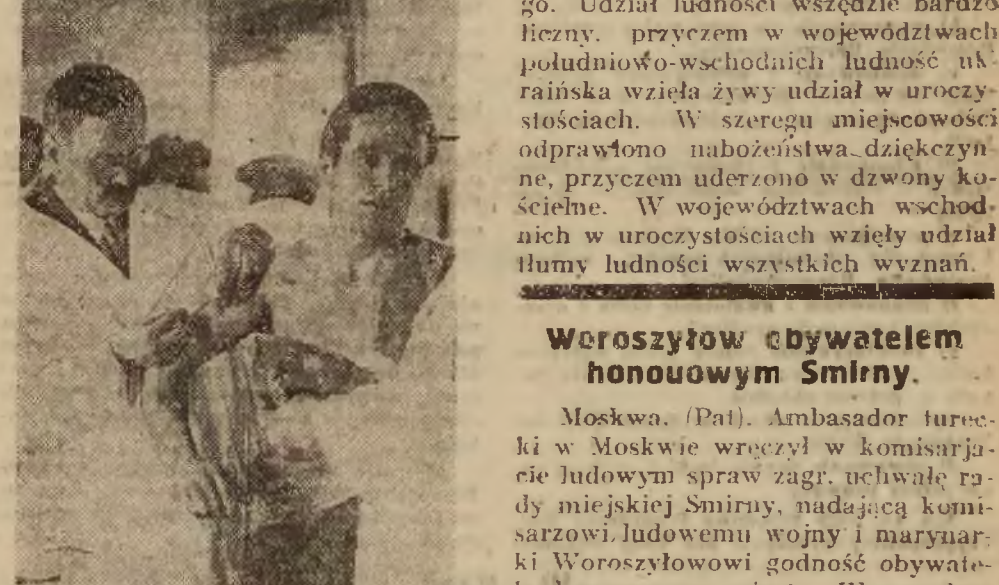 go. Udział ludności wszędzie bardzo
liczny, przyczem w województwach
południowo-wschodnich ludność uk-
raińska wzięła żywy udział w uroczy-
stościach. W szeregu miejscowości
odprawiono nabożeństwa dziękczyn-
ne, przyczem uderzono w dzwony ko-
ścielne. W województwach wschod-
nich w uroczystościach wzięły udział
tłumy ludności wszystkich wyznań.
Woroszyłow obywatelem
honouowym Smirny.
Moskwa. (Pat). Ambasador turec-
ki w Moskwie wręczył w komisarja-
cie ludowym spraw zagr. uchwałę ra-
dy miejskiej Smirny, nadającą komi-
sarzowi ludowemu wojny i marynar-
ki Woroszyłowowi godność obywate-